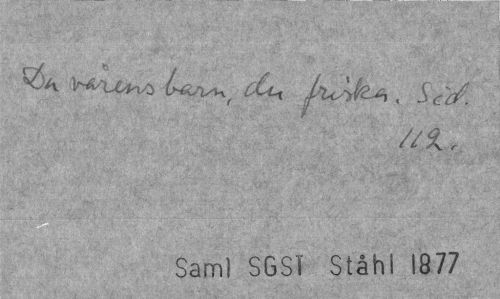 Du vårens barn, du friska. Sid.
112.
Saml SGST Ståhl 1877